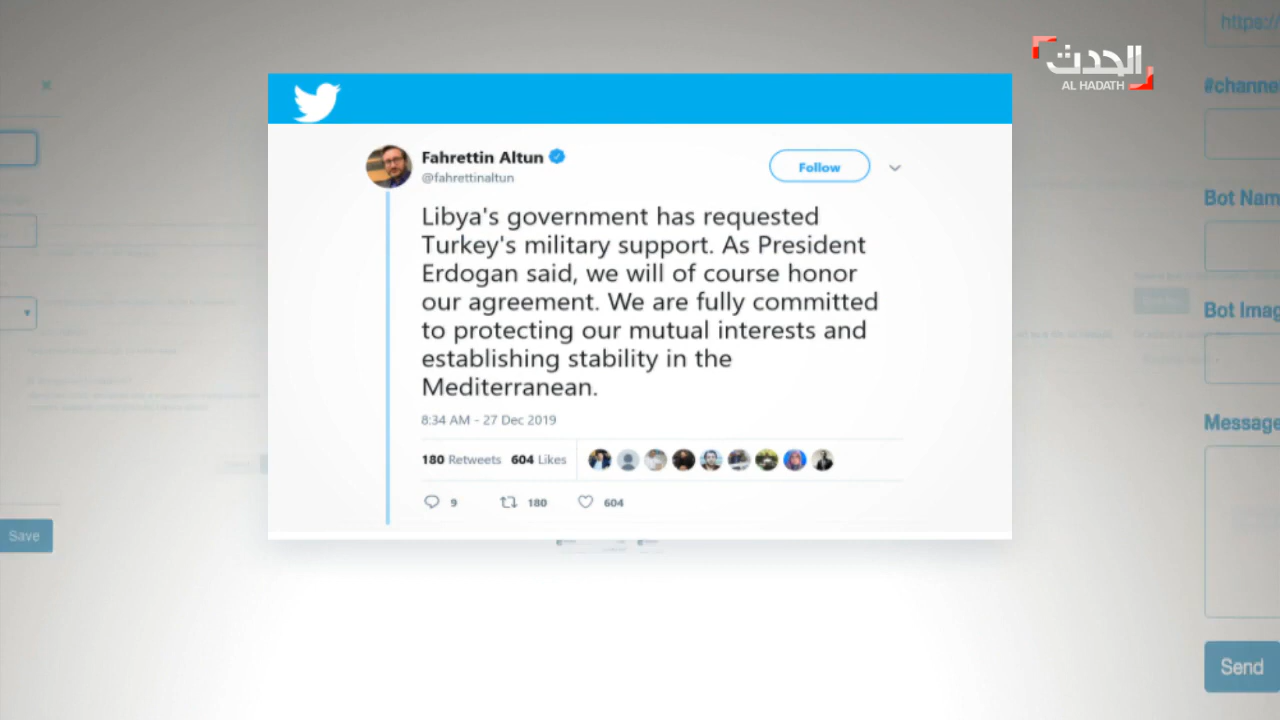 الحدث
AL HADATH
https://
#channe
Fahrettin Altun
@fahrettinaltun
Follow
Libya's government has requested
Turkey's military support. As President
Erdogan said, we will of course honor
our agreement. We are fully committed
to protecting our mutual interests and
establishing stability in the
Mediterranean.
8:34 AM - 27 Dec 2019
180 Retweets 604 Likes
9 180 604
Bot Nam
Bot Imag
Message
Save
Send